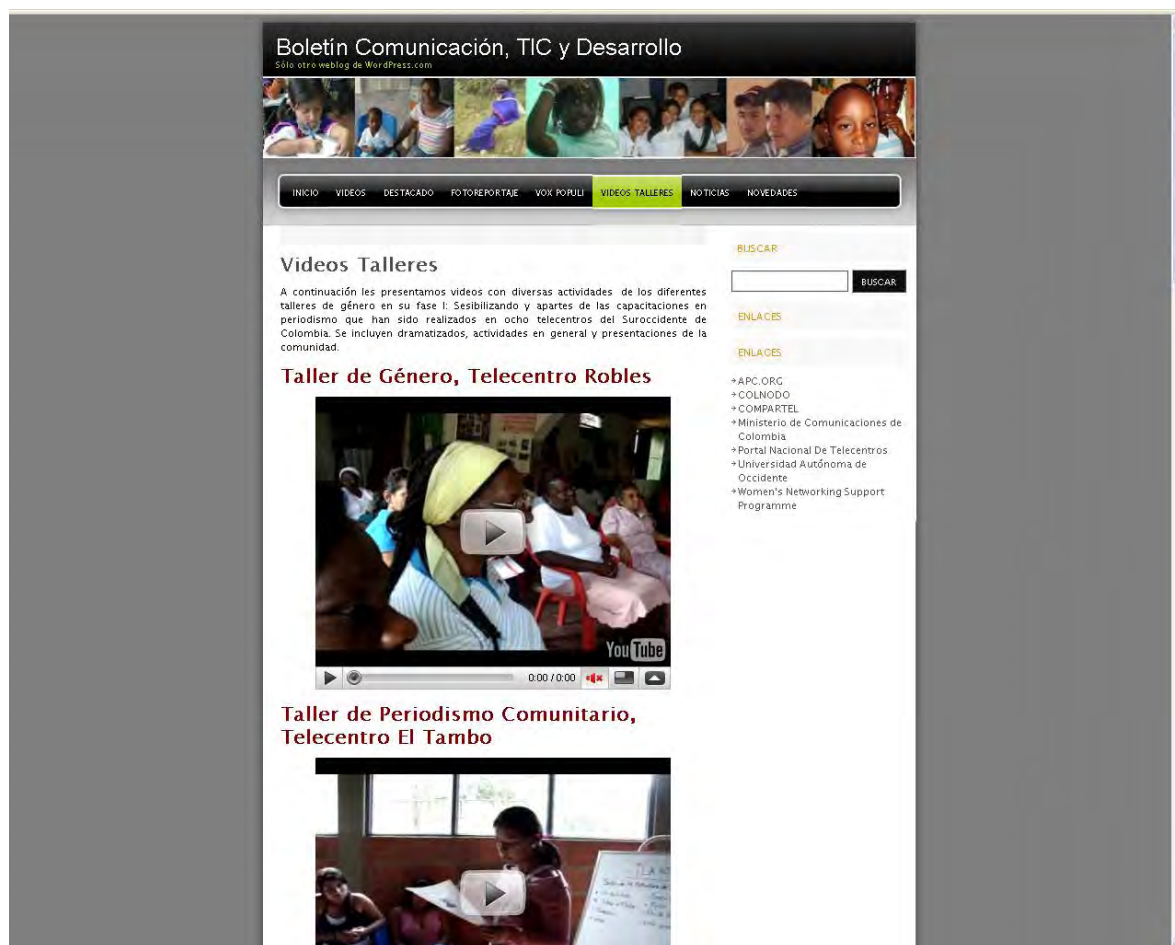 Boletín Comunicación, TIC y Desarrollo
Sólo otro weblog de WordPress.com
INICIO VIDEOS DESTACADO FOTOREPORTAJE VOX POPULI VIDEOS TALLERES NOTICIAS NOVEDADES
Videos Talleres
A continuación les presentamos videos con diversas actividades de los diferentes
talleres de género en su fase I: Sesibilizando y apartes de las capacitaciones en
periodismo que han sido realizados en ocho telecentros del Suroccidente de
Colombia. Se incluyen dramatizados, actividades en general y presentaciones de la
comunidad.
Taller de Género, Telecentro Robles
YouTube
0:00 / 0:00
Taller de Periodismo Comunitario,
Telecentro El Tambo
BUSCAR
BUSCAR
ENLACES
ENLACES
APC.ORG
COLNODO
COMPARTEL
Ministerio de Comunicaciones de
Colombia
Portal Nacional De Telecentros
Universidad Autónoma de
Occidente
Women's Networking Support
Programme